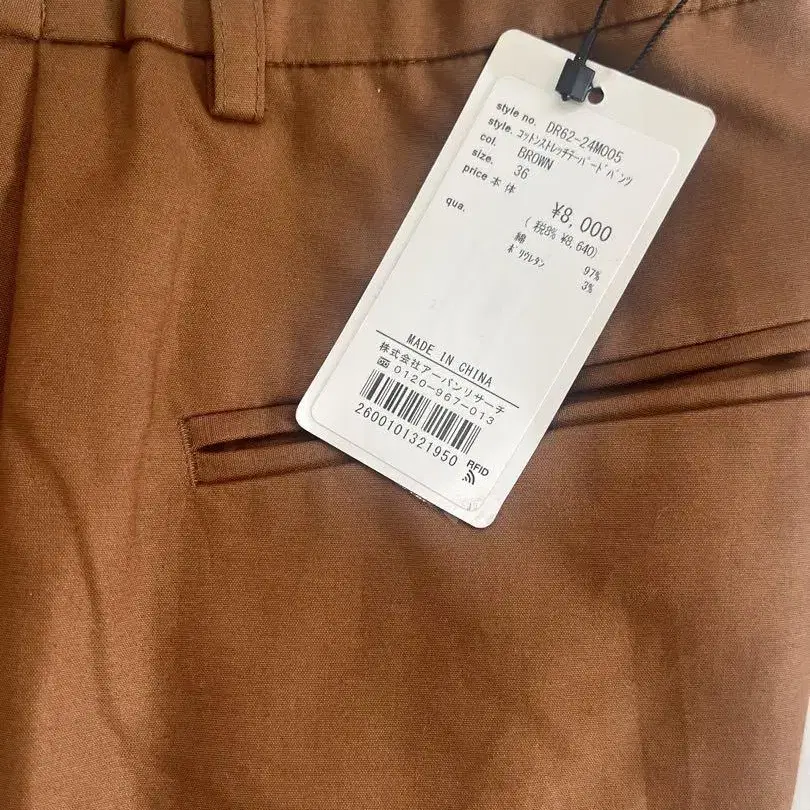 style no. DR62-24M005
style. コットンストレッチテーパードパンツ
col. BROWN
size. 36
price 本体 ¥8,000
(税8% ¥8,640)
qua. 綿 97%
ポリウレタン 3%
MADE IN CHINA
株式会社アーバンリサーチ
0120-967-013
2600101321950
RFID